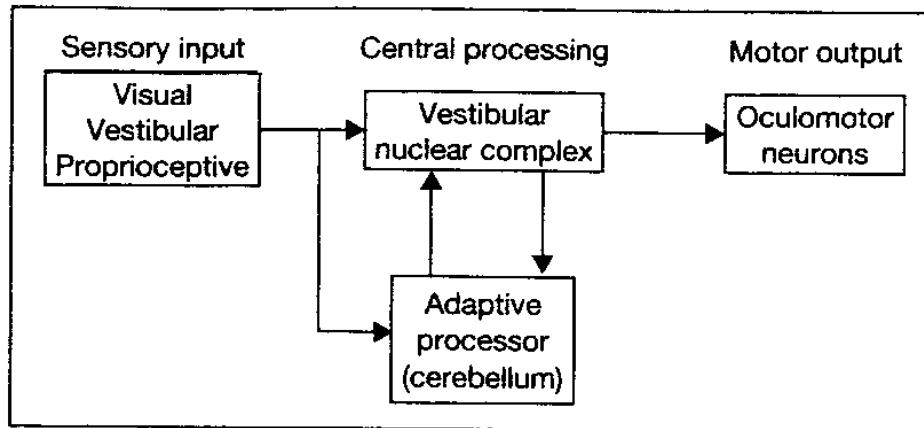 Sensory input
Visual
Vestibular
Proprioceptive
Central processing
Vestibular
nuclear complex
Adaptive
processor
(cerebellum)
Motor output
Oculomotor
neurons